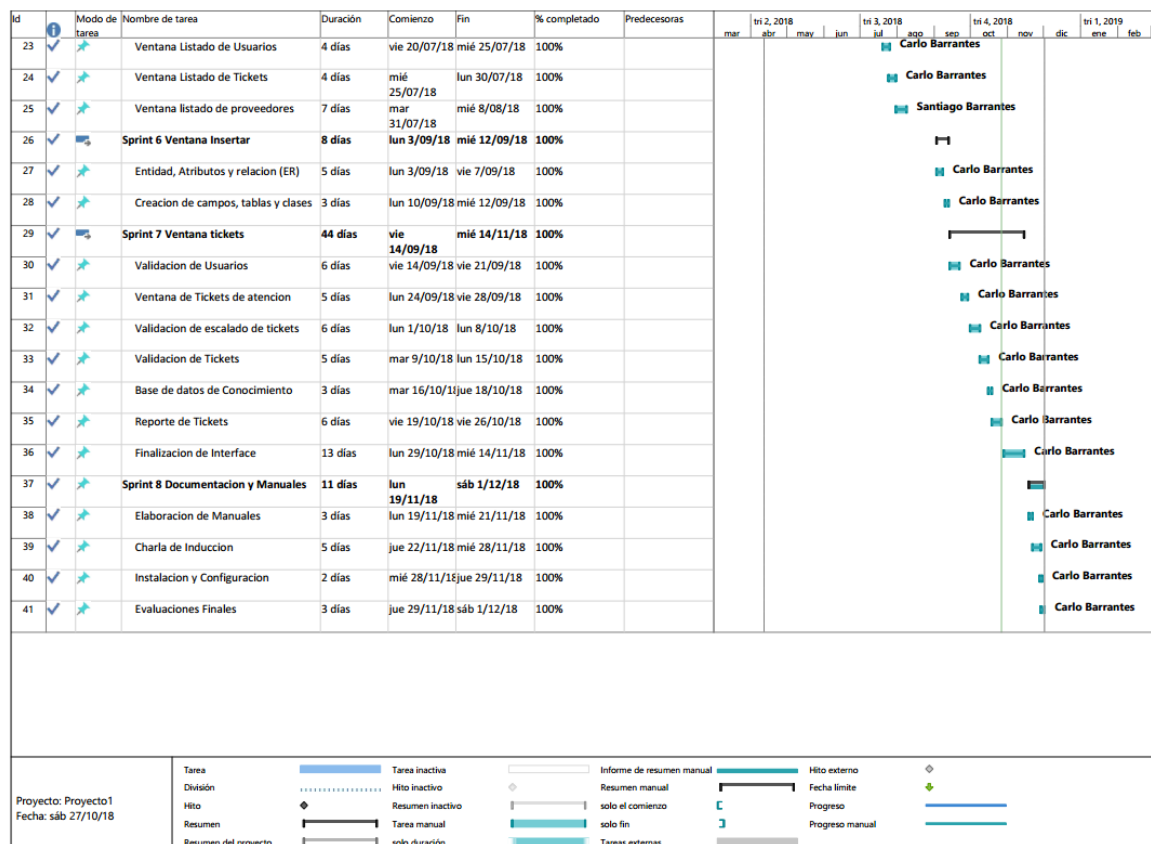 Id Modo de tarea Nombre de tarea Duración Comienzo Fin % completado Predecesoras
tri 2, 2018 tri 3, 2018 tri 4, 2018 tri 1, 2019
mar abr may jun jul ago sep oct nov dic ene feb
23 Ventana Listado de Usuarios 4 días vie 20/07/18 mié 25/07/18 100% Carlo Barrantes
24 Ventana Listado de Tickets 4 días mié 25/07/18 lun 30/07/18 100% Carlo Barrantes
25 Ventana listado de proveedores 7 días mar 31/07/18 mié 8/08/18 100% Santiago Barrantes
26 Sprint 6 Ventana Insertar 8 días lun 3/09/18 mié 12/09/18 100%
27 Entidad, Atributos y relacion (ER) 5 días lun 3/09/18 vie 7/09/18 100% Carlo Barrantes
28 Creacion de campos, tablas y clases 3 días lun 10/09/18 mié 12/09/18 100% Carlo Barrantes
29 Sprint 7 Ventana tickets 44 días vie 14/09/18 mié 14/11/18 100%
30 Validacion de Usuarios 6 días vie 14/09/18 vie 21/09/18 100% Carlo Barrantes
31 Ventana de Tickets de atencion 5 días lun 24/09/18 vie 28/09/18 100% Carlo Barrantes
32 Validacion de escalado de tickets 6 días lun 1/10/18 lun 8/10/18 100% Carlo Barrantes
33 Validacion de Tickets 5 días mar 9/10/18 lun 15/10/18 100% Carlo Barrantes
34 Base de datos de Conocimiento 3 días mar 16/10/18 jue 18/10/18 100% Carlo Barrantes
35 Reporte de Tickets 6 días vie 19/10/18 vie 26/10/18 100% Carlo Barrantes
36 Finalizacion de Interface 13 días lun 29/10/18 mié 14/11/18 100% Carlo Barrantes
37 Sprint 8 Documentacion y Manuales 11 días lun 19/11/18 sáb 1/12/18 100%
38 Elaboracion de Manuales 3 días lun 19/11/18 mié 21/11/18 100% Carlo Barrantes
39 Charla de Induccion 5 días jue 22/11/18 mié 28/11/18 100% Carlo Barrantes
40 Instalacion y Configuracion 2 días mié 28/11/18 jue 29/11/18 100% Carlo Barrantes
41 Evaluaciones Finales 3 días jue 29/11/18 sáb 1/12/18 100% Carlo Barrantes
Proyecto: Proyecto1
Fecha: sáb 27/10/18
Tarea Tarea inactiva Informe de resumen manual Hito externo
División Hito inactivo Resumen manual Fecha límite
Hito Resumen inactivo solo el comienzo Progreso
Resumen Tarea manual solo fin Progreso manual
Resumen del proyecto solo duración Tareas externas